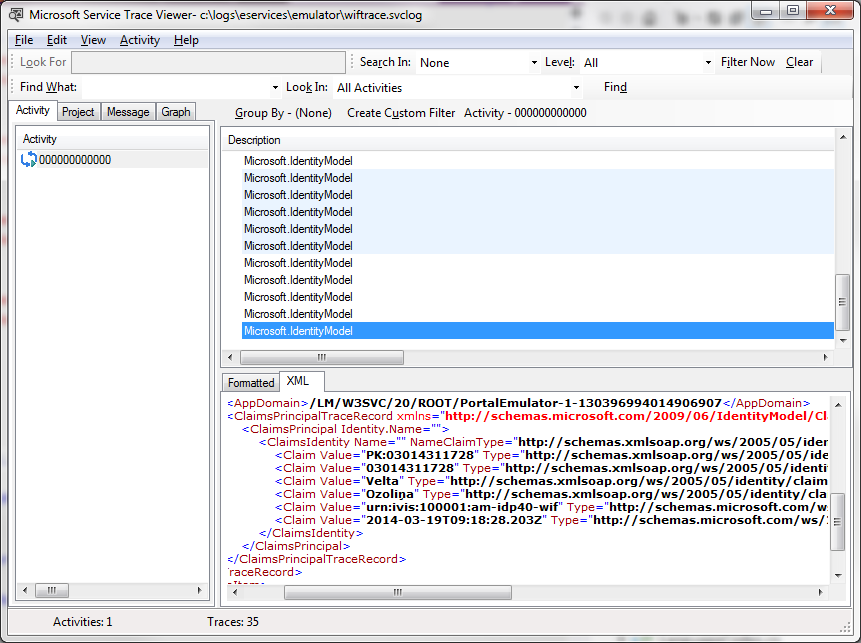 Microsoft Service Trace Viewer- c:\logs\eservices\emulator\wiftrace.svclog
File Edit View Activity Help
Look For Search In: None Level: All Filter Now Clear
Find What: Look In: All Activities Find
Activity Project Message Graph
Group By - (None) Create Custom Filter Activity - 000000000000
Activity
000000000000
Description
Microsoft.IdentityModel
Microsoft.IdentityModel
Microsoft.IdentityModel
Microsoft.IdentityModel
Microsoft.IdentityModel
Microsoft.IdentityModel
Microsoft.IdentityModel
Microsoft.IdentityModel
Microsoft.IdentityModel
Microsoft.IdentityModel
Microsoft.IdentityModel
Formatted XML
<AppDomain>/LM/W3SVC/20/ROOT/PortalEmulator-1-130396994014906907</AppDomain>
<ClaimsPrincipalTraceRecord xmlns="http://schemas.microsoft.com/2009/06/IdentityModel/Cl
<ClaimsPrincipal Identity.Name="">
<ClaimsIdentity Name="" NameClaimType="http://schemas.xmlsoap.org/ws/2005/05/iden
<Claim Value="PK:03014311728" Type="http://schemas.xmlsoap.org/ws/2005/05/ide
<Claim Value="03014311728" Type="http://schemas.xmlsoap.org/ws/2005/05/identi
<Claim Value="Velta" Type="http://schemas.xmlsoap.org/ws/2005/05/identity/claim
<Claim Value="Ozoliņa" Type="http://schemas.xmlsoap.org/ws/2005/05/identity/cla
<Claim Value="urn:ivis:100001:am-idp40-wif" Type="http://schemas.microsoft.com/w
<Claim Value="2014-03-19T09:18:28.203Z" Type="http://schemas.microsoft.com/ws/
</ClaimsIdentity>
</ClaimsPrincipal>
</ClaimsPrincipalTraceRecord>
raceRecord>
Activities: 1 Traces: 35